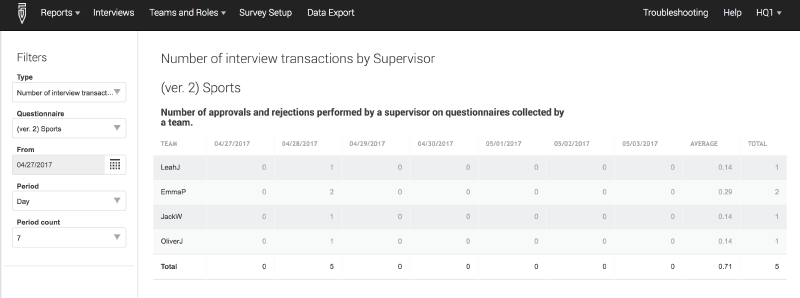 Reports Interviews Teams and Roles Survey Setup Data Export Troubleshooting Help HQ1
Filters
Type
Number of interview transact...
Questionnaire
(ver. 2) Sports
From
04/27/2017
Period
Day
Period count
7
Number of interview transactions by Supervisor
(ver. 2) Sports
Number of approvals and rejections performed by a supervisor on questionnaires collected by
a team.
TEAM 04/27/2017 04/28/2017 04/29/2017 04/30/2017 05/01/2017 05/02/2017 05/03/2017 AVERAGE TOTAL
LeahJ 0 1 0 0 0 0 0 0.14 1
EmmaP 0 2 0 0 0 0 0 0.29 2
JackW 0 1 0 0 0 0 0 0.14 1
OliverJ 0 1 0 0 0 0 0 0.14 1
Total 0 5 0 0 0 0 0 0.71 5